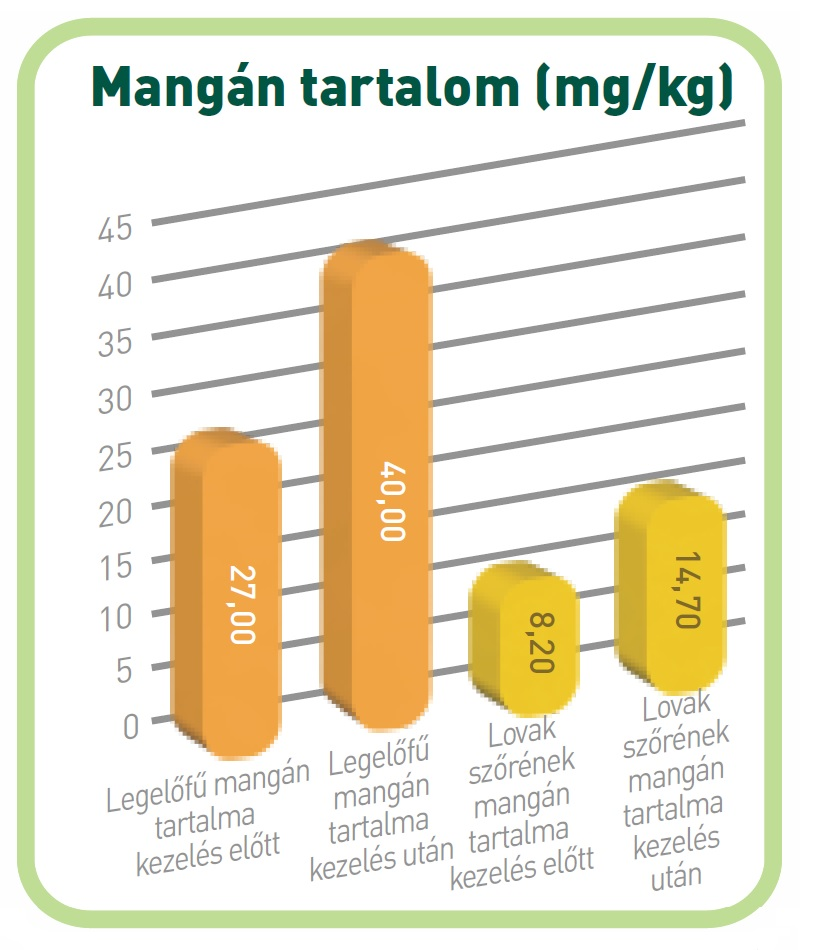 Mangán tartalom (mg/kg)
45
40
35
30
25
20
15
10
5
0
27,00
40,00
8,20
14,70
Legelőfű mangán
tartalma
kezelés előtt
Legelőfű
mangán
tartalma
kezelés után
Lovak
szőrének
mangán
tartalma
kezelés előtt
Lovak
szőrének
mangán
tartalma
kezelés
után